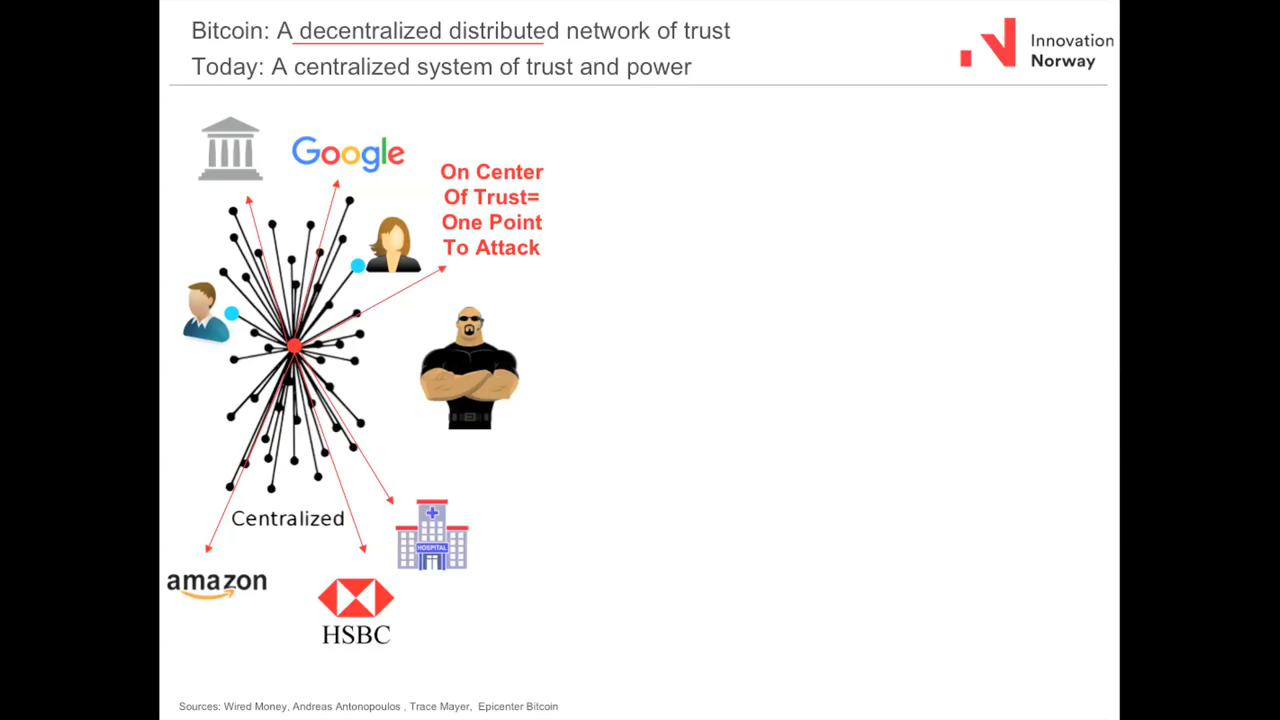 Bitcoin: A decentralized distributed network of trust
Today: A centralized system of trust and power
Innovation
Norway
Google
On Center
Of Trust=
One Point
To Attack
Centralized
HOSPITAL
amazon
HSBC
Sources: Wired Money, Andreas Antonopoulos , Trace Mayer, Epicenter Bitcoin